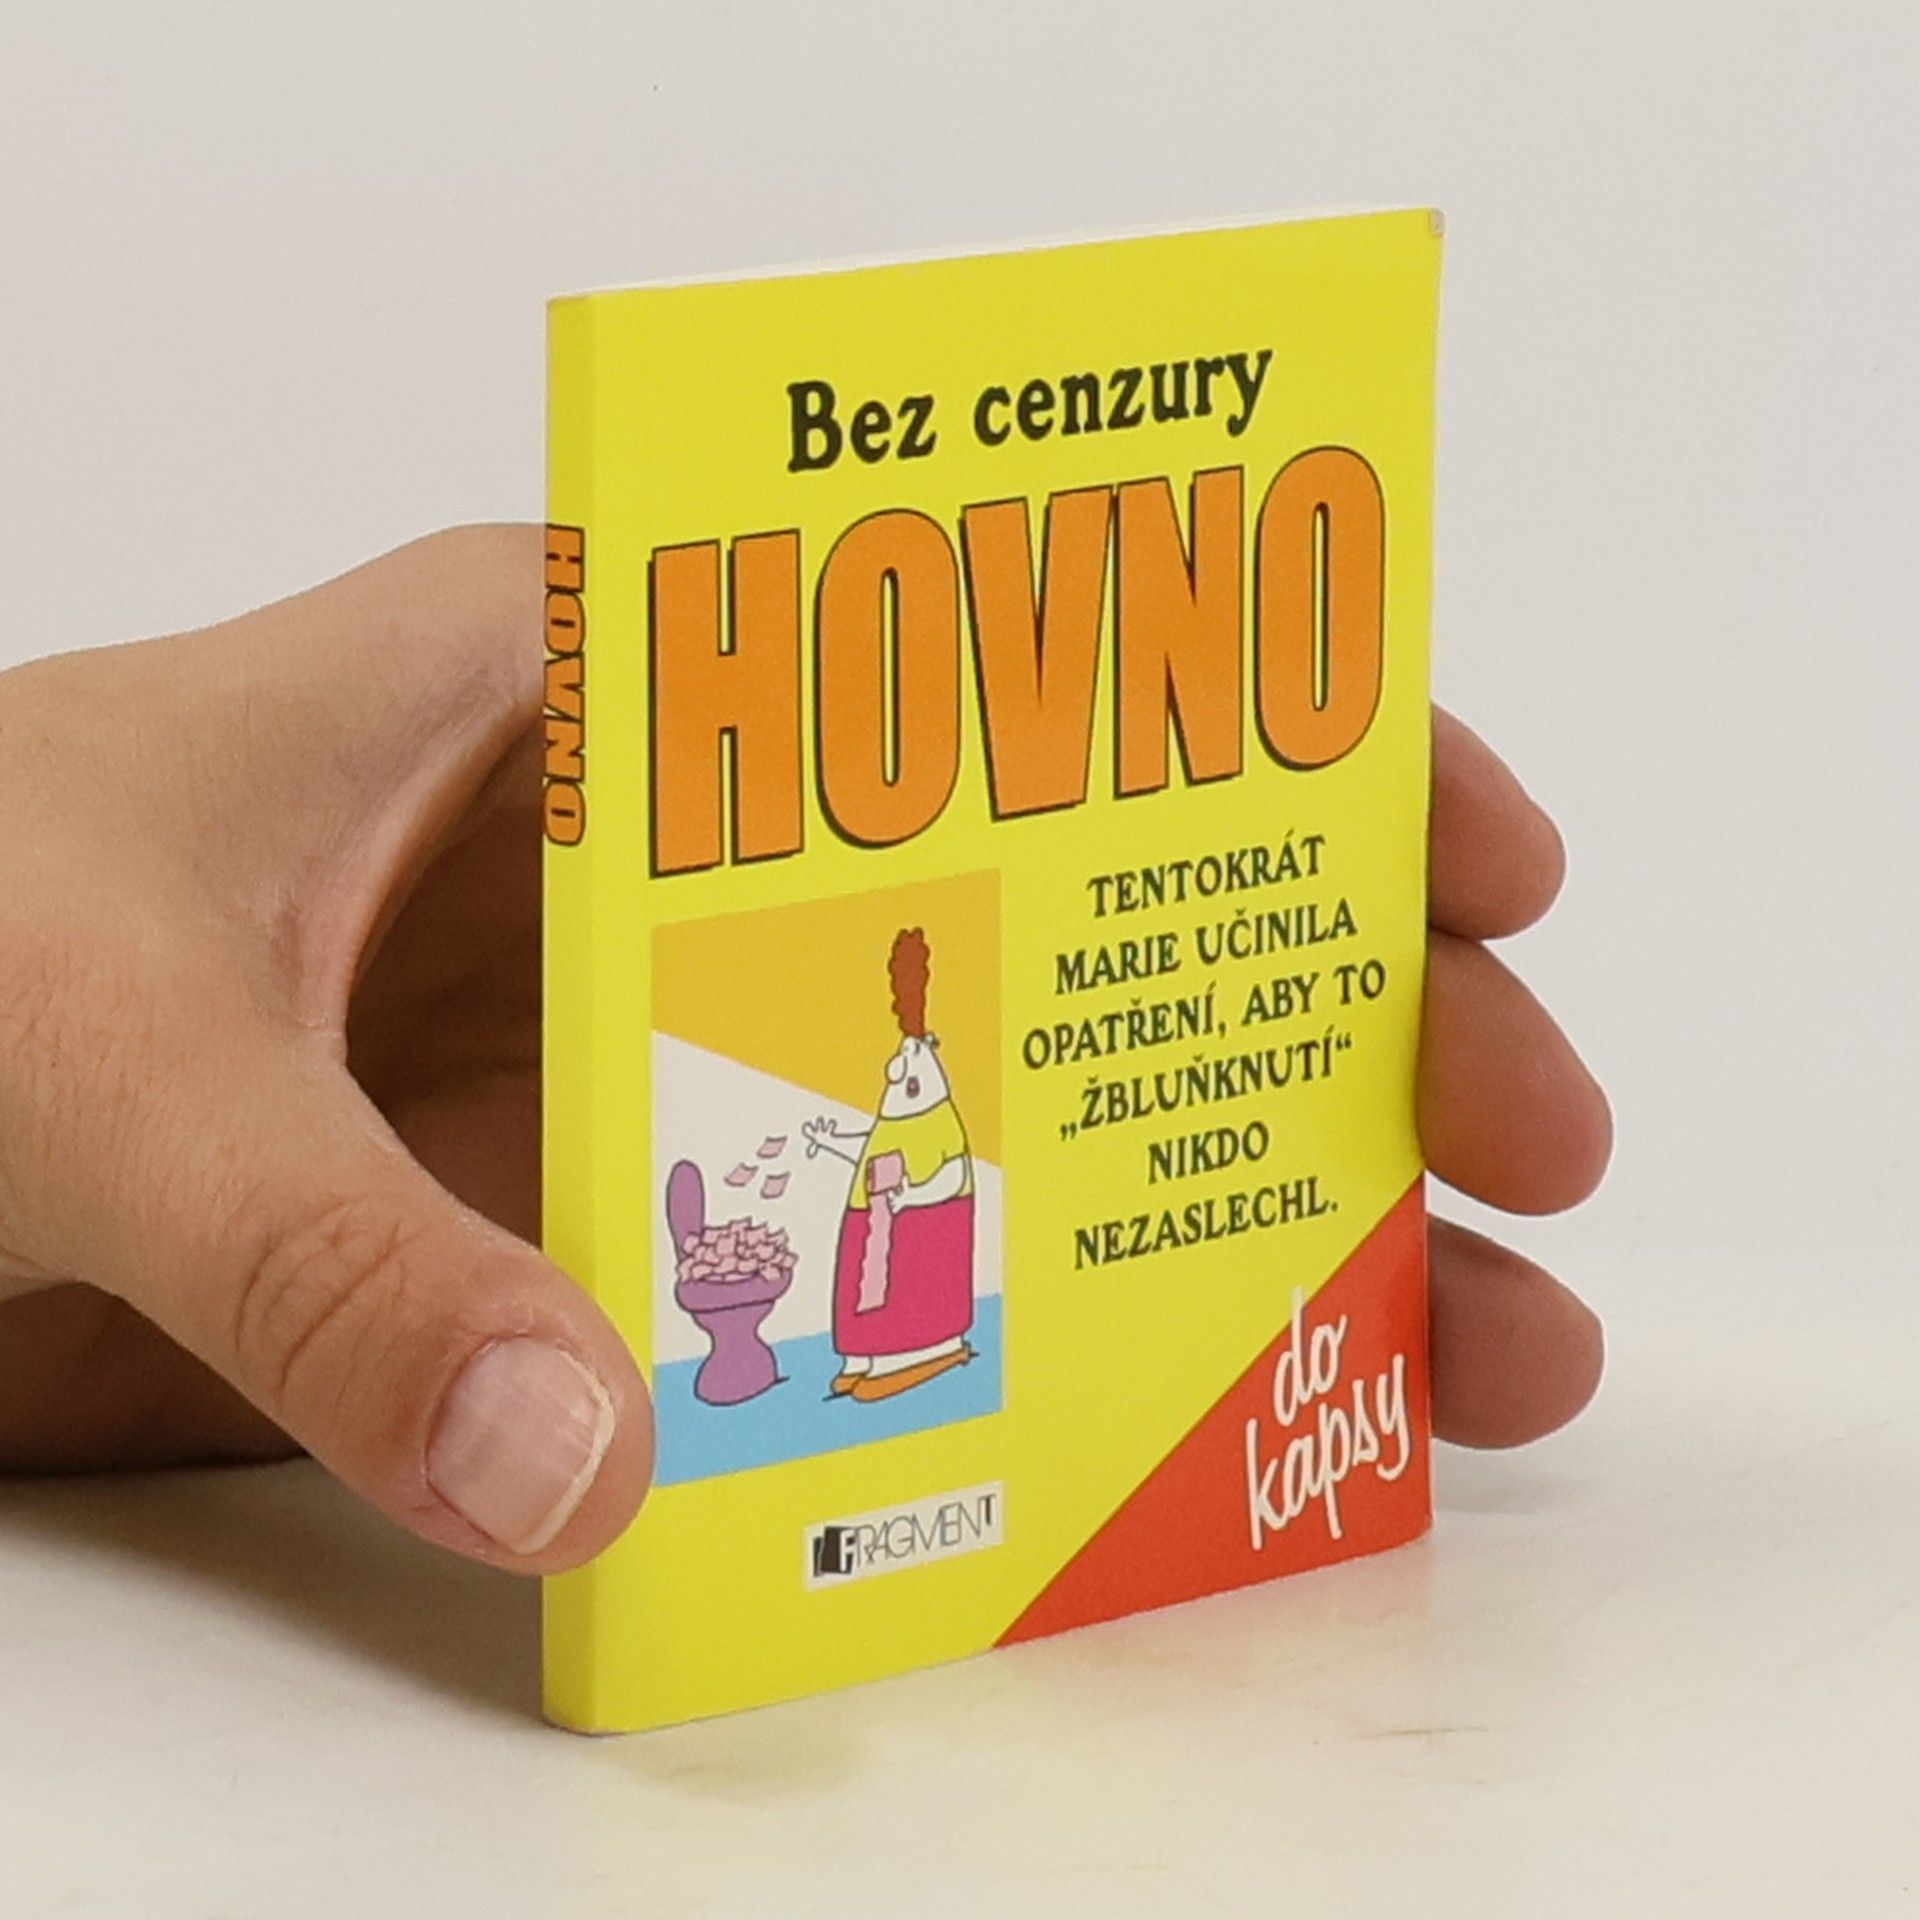 HOVNO
Bez cenzury
HOVNO
TENTOKRÁT
MARIE UČINILA
OPATŘENÍ, ABY TO
„ŽBLUŇKNUTÍ“
NIKDO
NEZASLECHL.
do
kapsy
FRAGMENT